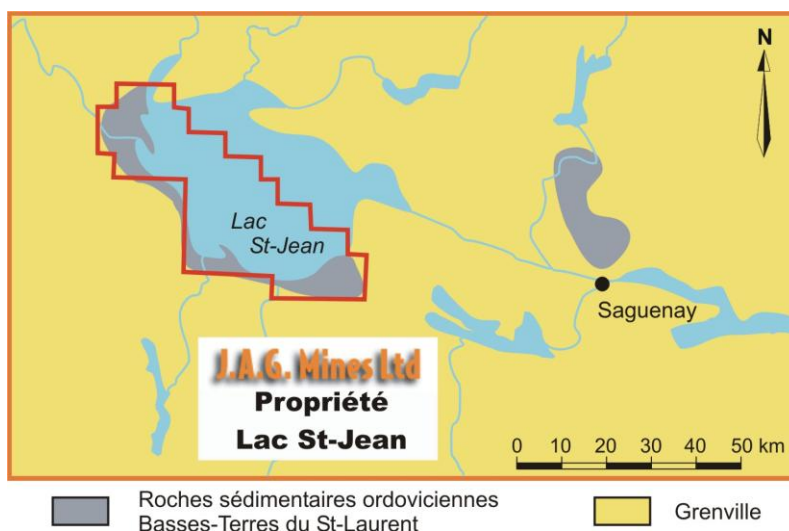 N
Lac
St-Jean
Saguenay
J.A.G. Mines Ltd
Propriété
Lac St-Jean
0 10 20 30 40 50 km
Roches sédimentaires ordoviciennes
Basses-Terres du St-Laurent
Grenville